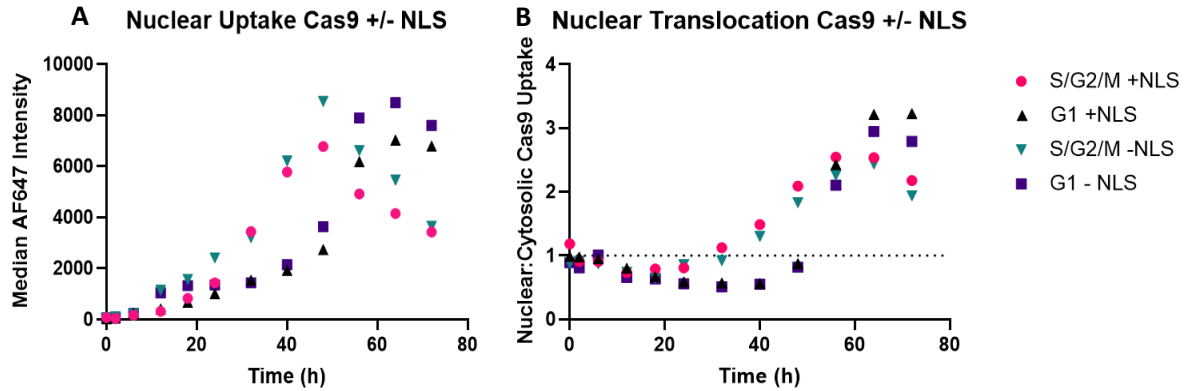 A
Nuclear Uptake Cas9 +/- NLS
Median AF647 Intensity
10000
8000
6000
4000
2000
0
0
20
40
60
80
Time (h)
B
Nuclear Translocation Cas9 +/- NLS
Nuclear:Cytosolic Cas9 Uptake
4
3
2
1
0
0
20
40
60
80
Time (h)
S/G2/M +NLS
G1 +NLS
S/G2/M -NLS
G1 - NLS